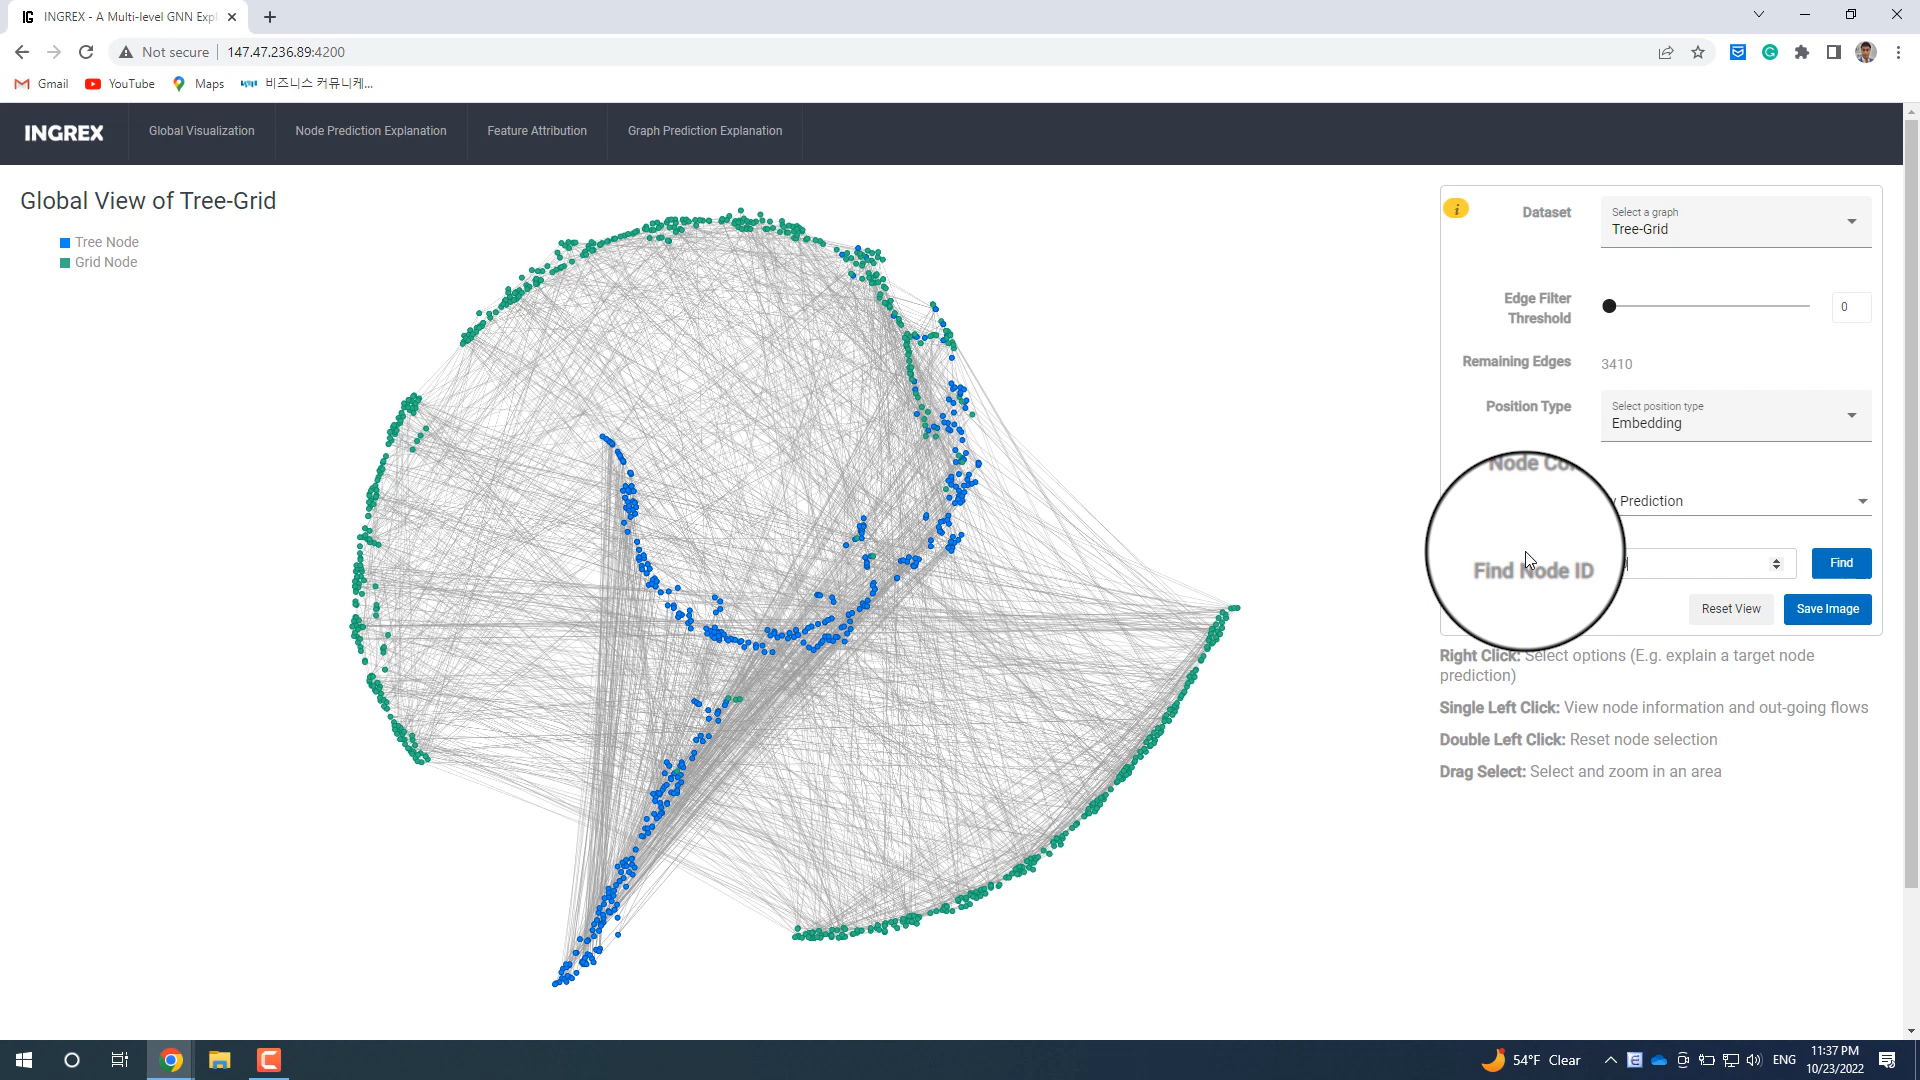 INGREX - A Multi-level GNN Expl
Not secure
147.47.236.89:4200
Gmail
YouTube
Maps
비즈니스 커뮤니케...
INGREX
Global Visualization
Node Prediction Explanation
Feature Attribution
Graph Prediction Explanation
Global View of Tree-Grid
Tree Node
Grid Node
Dataset
Select a graph
Tree-Grid
Edge Filter
Threshold
0
Remaining Edges
3410
Position Type
Select position type
Embedding
Node Co
Prediction
Find Node ID
Find
Reset View
Save Image
Right Click: Select options (E.g. explain a target node
prediction)
Single Left Click: View node information and out-going flows
Double Left Click: Reset node selection
Drag Select: Select and zoom in an area
54°F Clear
ENG
11:37 PM
10/23/2022